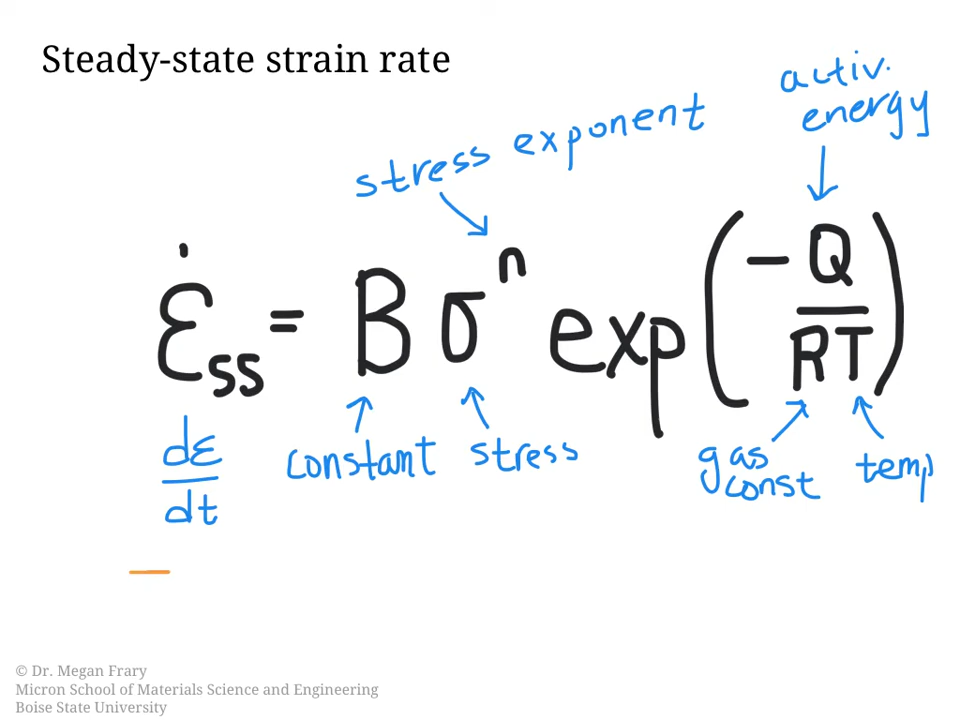 Steady-state strain rate
activ.
energy
stress exponent
ε̇ss = B σ^n exp(-Q/RT)
dε/dt
constant
stress
gas
const
temp
© Dr. Megan Frary
Micron School of Materials Science and Engineering
Boise State University